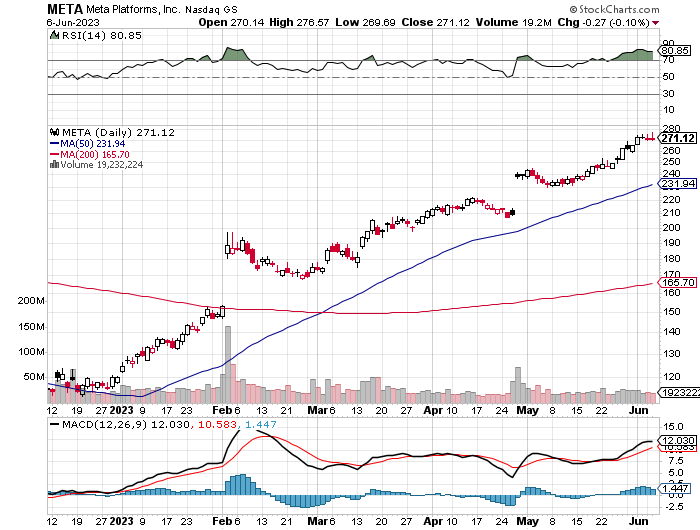 META Meta Platforms, Inc. Nasdaq GS © StockCharts.com
6-Jun-2023 Open 270.14 High 276.57 Low 269.69 Close 271.12 Volume 19.2M Chg -0.27 (-0.10%)
RSI(14) 80.85
90
80.85
70
50
30
10
META (Daily) 271.12
MA(50) 231.94
MA(200) 165.70
Volume 19,232,224
280
271.12
260
250
240
231.94
220
210
200
190
180
170
165.70
160
150
140
130
120
1923222
200M
150M
100M
50M
12 19 27 2023 9 17 23 Feb 6 13 21 Mar 6 13 20 27 Apr 10 17 24 May 8 15 22 Jun
MACD(12,26,9) 12.030, 10.583, 1.447
15.0
12.030
10.583
7.5
5.0
2.5
1.447
-2.5
12 19 27 2023 9 17 23 Feb 6 13 21 Mar 6 13 20 27 Apr 10 17 24 May 8 15 22 Jun